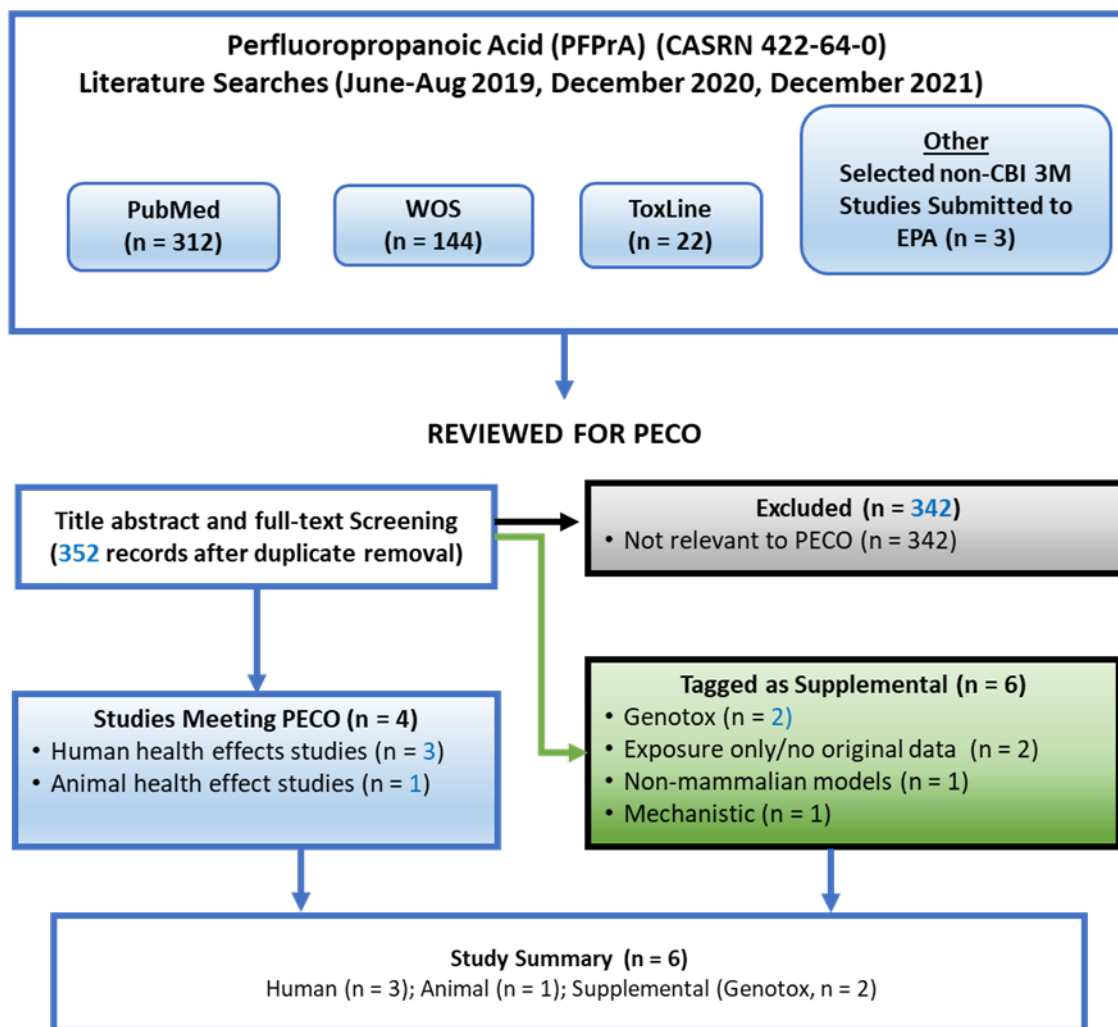 Perfluoropropanoic Acid (PFPrA) (CASRN 422-64-0)
Literature Searches (June-Aug 2019, December 2020, December 2021)
PubMed
(n = 312)
WOS
(n = 144)
ToxLine
(n = 22)
Other
Selected non-CBI 3M
Studies Submitted to
EPA (n = 3)
REVIEWED FOR PECO
Title abstract and full-text Screening
(352 records after duplicate removal)
Excluded (n = 342)
• Not relevant to PECO (n = 342)
Studies Meeting PECO (n = 4)
• Human health effects studies (n = 3)
• Animal health effect studies (n = 1)
Tagged as Supplemental (n = 6)
• Genotox (n = 2)
• Exposure only/no original data (n = 2)
• Non-mammalian models (n = 1)
• Mechanistic (n = 1)
Study Summary (n = 6)
Human (n = 3); Animal (n = 1); Supplemental (Genotox, n = 2)